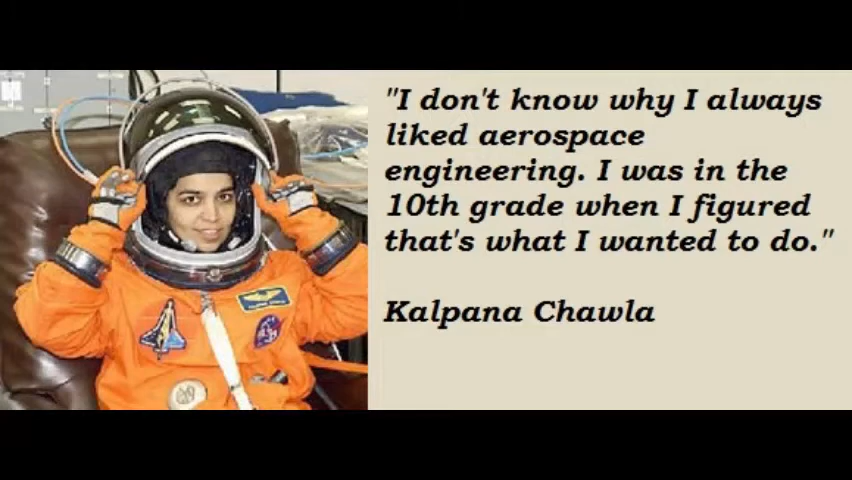 "I don't know why I always
liked aerospace
engineering. I was in the
10th grade when I figured
that's what I wanted to do."
Kalpana Chawla